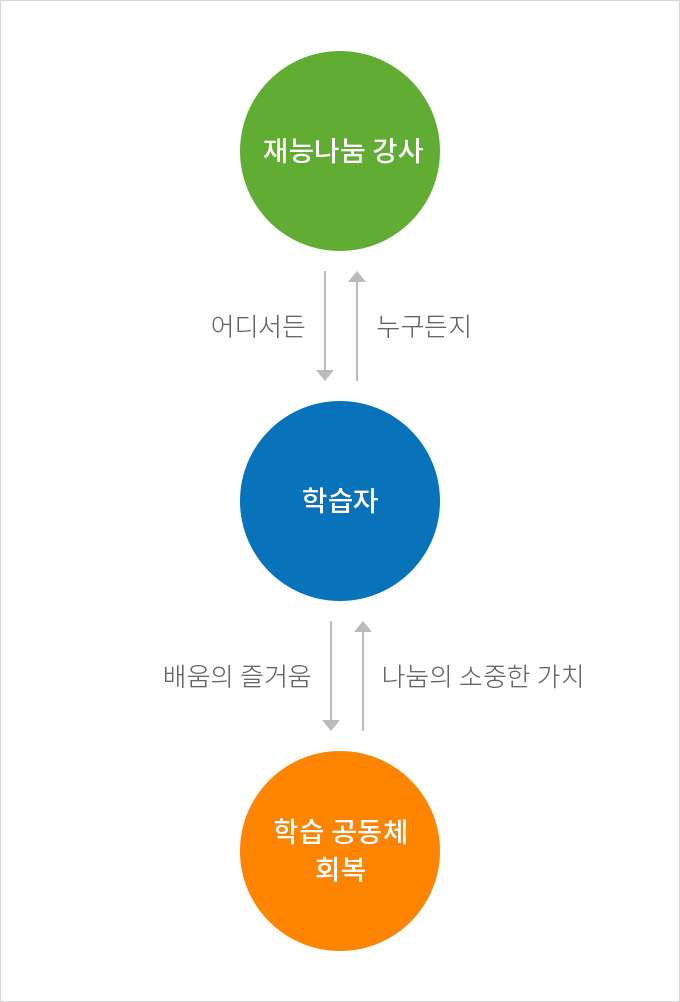 재능나눔 강사
어디서든
누구든지
학습자
배움의 즐거움
나눔의 소중한 가치
학습 공동체
회복